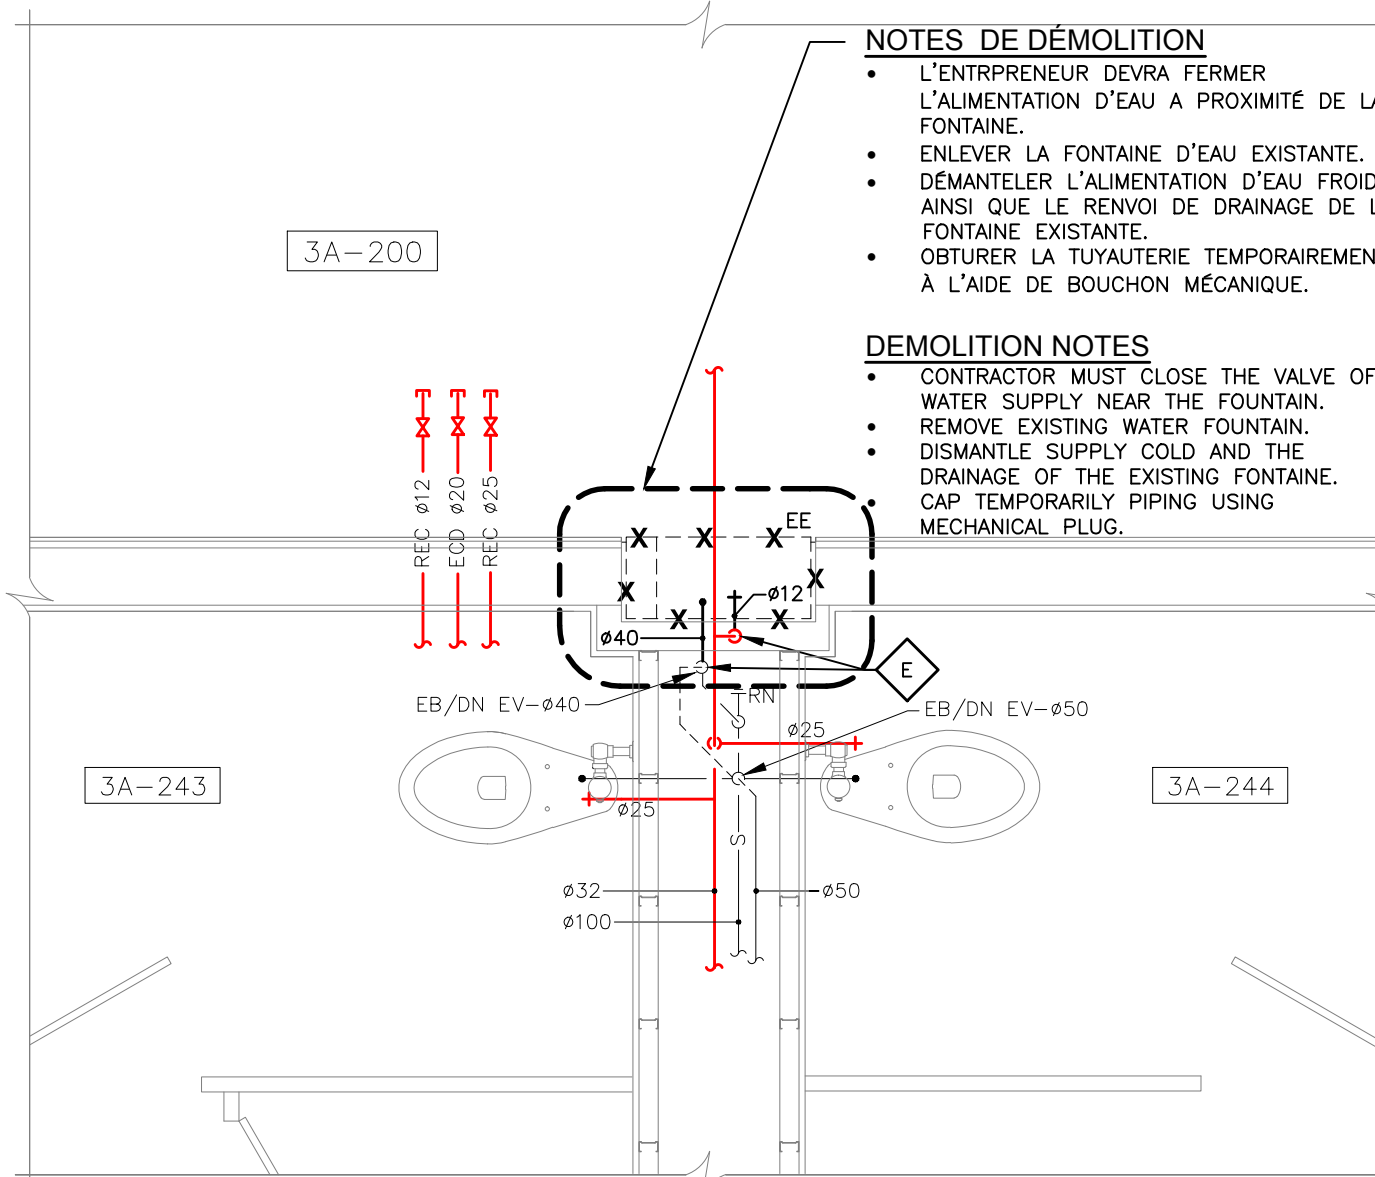 NOTES DE DÉMOLITION
• L'ENTRPRENEUR DEVRA FERMER
L'ALIMENTATION D'EAU A PROXIMITÉ DE LA
FONTAINE.
• ENLEVER LA FONTAINE D'EAU EXISTANTE.
• DÉMANTELER L'ALIMENTATION D'EAU FROID
AINSI QUE LE RENVOI DE DRAINAGE DE L
FONTAINE EXISTANTE.
• OBTURER LA TUYAUTERIE TEMPORAIREMEN
À L'AIDE DE BOUCHON MÉCANIQUE.
3A-200
DEMOLITION NOTES
• CONTRACTOR MUST CLOSE THE VALVE OF
WATER SUPPLY NEAR THE FOUNTAIN.
• REMOVE EXISTING WATER FOUNTAIN.
• DISMANTLE SUPPLY COLD AND THE
DRAINAGE OF THE EXISTING FONTAINE.
• CAP TEMPORARILY PIPING USING
MECHANICAL PLUG.
REC ø12
ECD ø20
REC ø25
X X X EE
X X
X X
ø12
ø40
E
EB/DN EV-ø40
RN
EB/DN EV-ø50
ø25
3A-243
3A-244
ø25
S
ø32
ø50
ø100